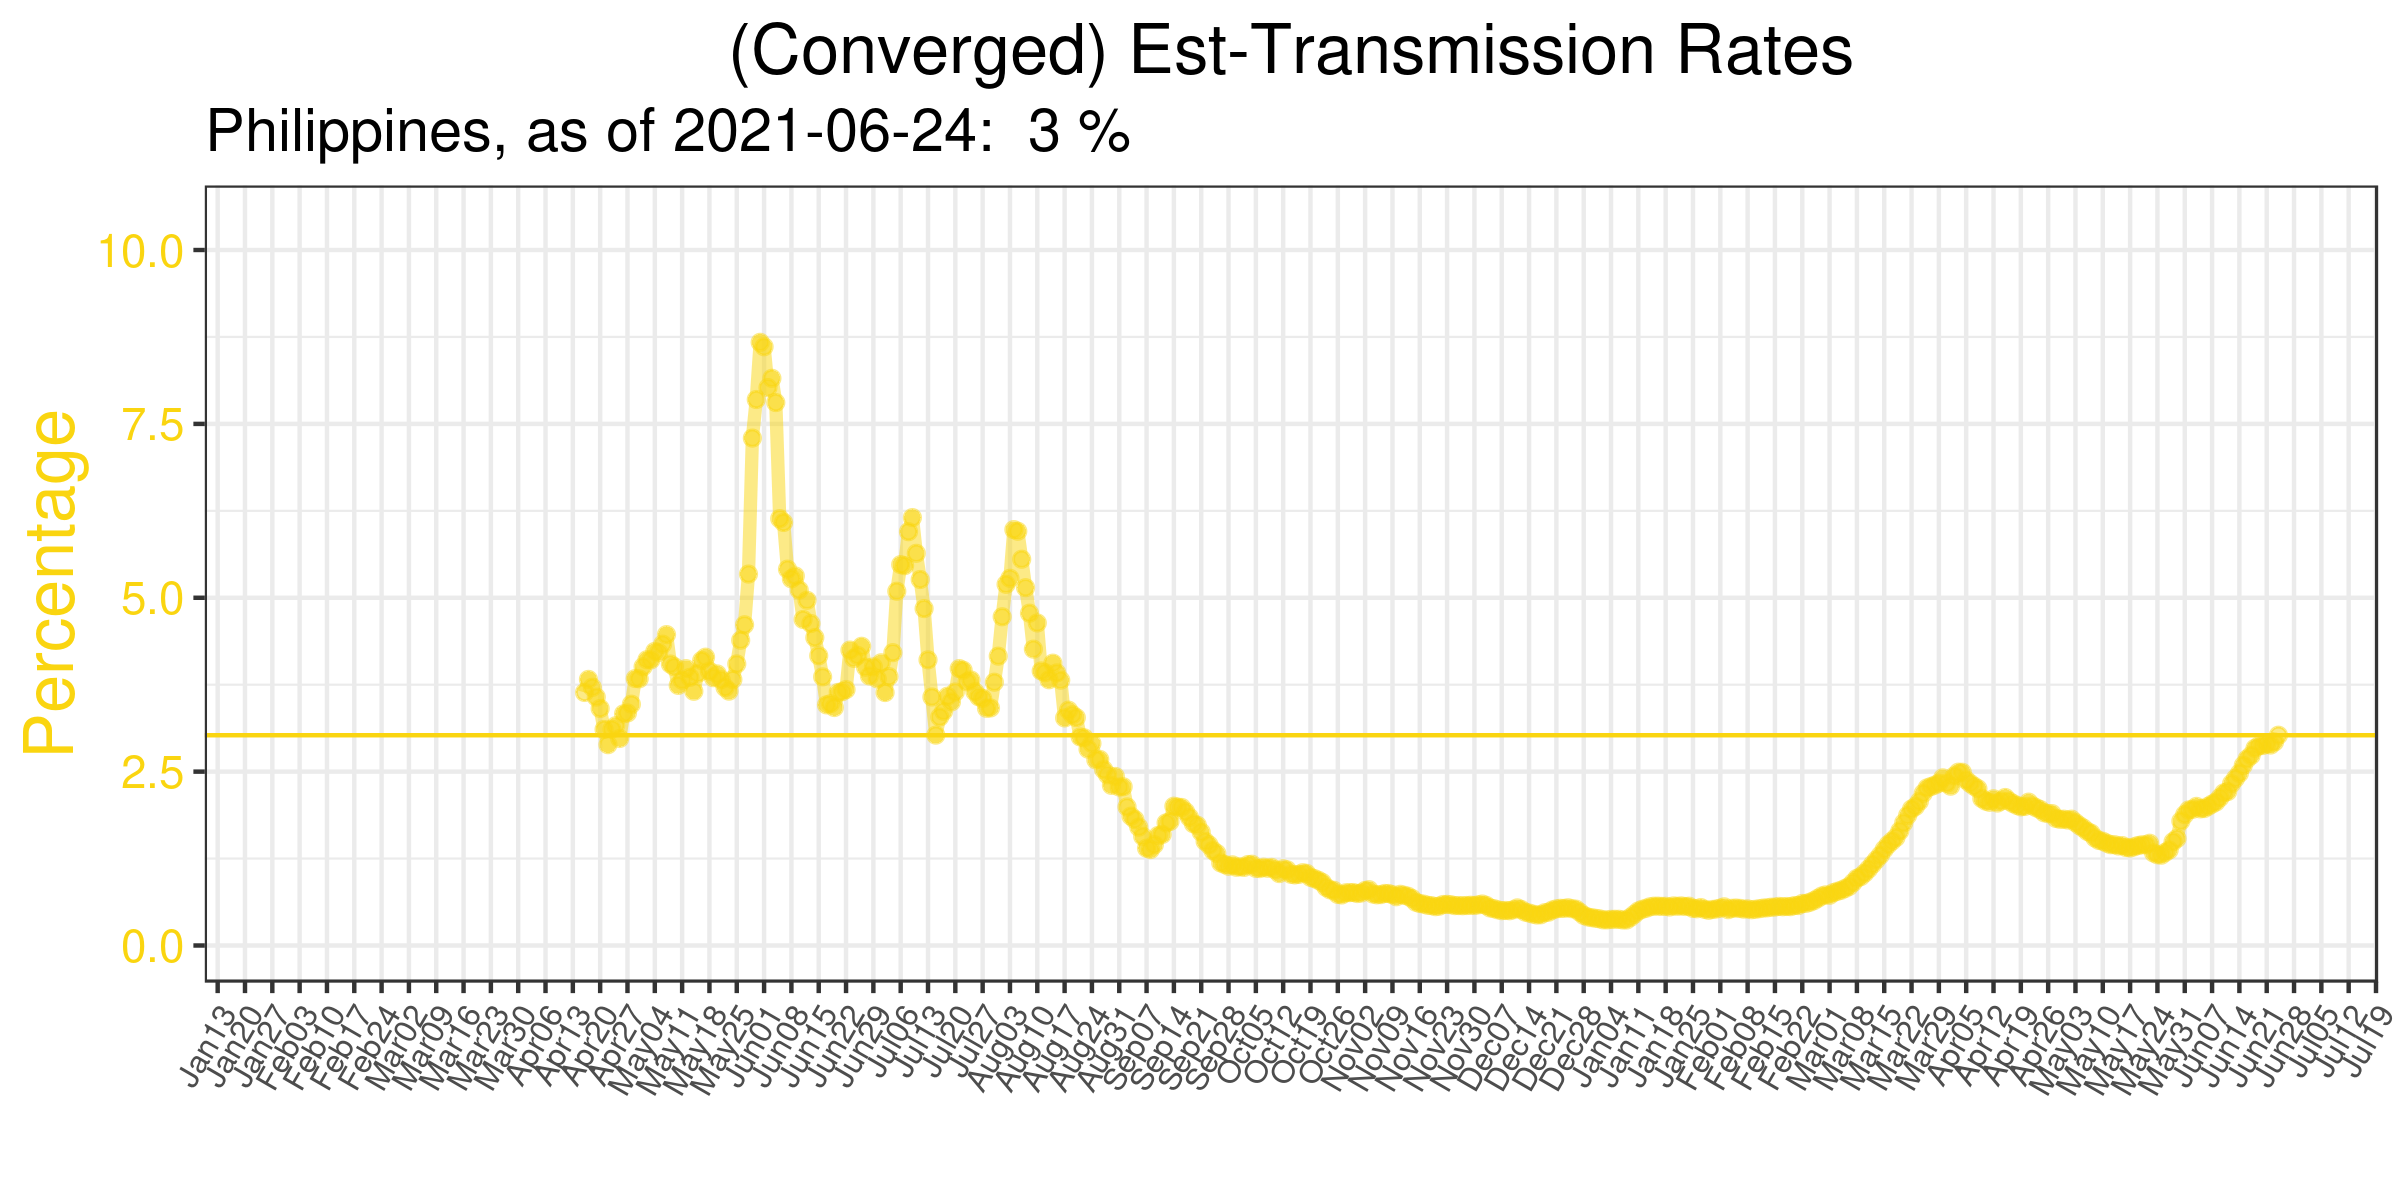 (Converged) Est-Transmission Rates
Philippines, as of 2021-06-24:  3 %
Percentage
10.0
7.5
5.0
2.5
0.0
Jan13
Jan20
Jan27
Feb03
Feb10
Feb17
Feb24
Mar02
Mar09
Mar16
Mar23
Mar30
Apr06
Apr13
Apr20
Apr27
May04
May11
May18
May25
Jun01
Jun08
Jun15
Jun22
Jun29
Jul06
Jul13
Jul20
Jul27
Aug03
Aug10
Aug17
Aug24
Aug31
Sep07
Sep14
Sep21
Sep28
Oct05
Oct12
Oct19
Oct26
Nov02
Nov09
Nov16
Nov23
Nov30
Dec07
Dec14
Dec21
Dec28
Jan04
Jan11
Jan18
Jan25
Feb01
Feb08
Feb15
Feb22
Mar01
Mar08
Mar15
Mar22
Mar29
Apr05
Apr12
Apr19
Apr26
May03
May10
May17
May24
May31
Jun07
Jun14
Jun21
Jun28
Jul05
Jul12
Jul19